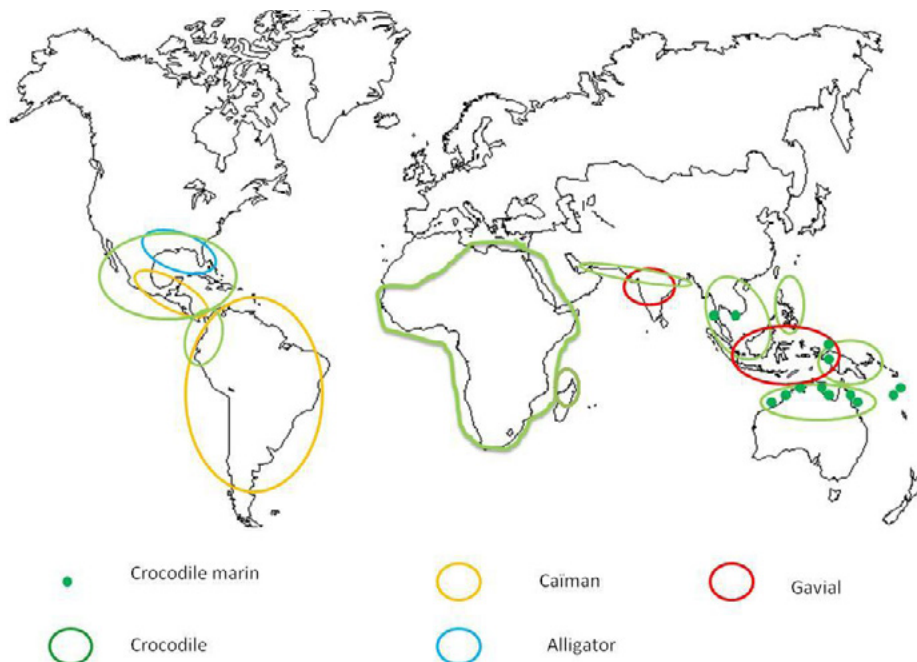 Crocodile marin
Caïman
Gavial
Crocodile
Alligator